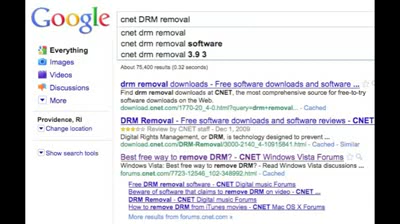 Google
cnet DRM removal
cnet drm removal
cnet drm removal software
cnet drm removal 3.9 3
About 75,400 results (0.32 seconds)
Everything
Images
Videos
Discussions
More
Providence, RI
Change location
Show search tools
drm removal downloads - Free software downloads and software ...
Find drm removal downloads at CNET, the most comprehensive source for free-to-try
software downloads on the Web.
download.cnet.com/1770-20_4-0.html?query=drm+removal... - Cached
DRM Removal - Free software downloads and software reviews - CNET
Review by CNET staff - Dec 1, 2009
Digital Rights Management, or DRM, is technology designed to prevent ...
download.cnet.com/DRM-Removal/3000-2140_4-10915841.html - Cached - Similar
Best free way to remove DRM? - CNET Windows Vista Forums
Windows Vista: Best free way to remove DRM? - Read Windows Vista discussions ...
forums.cnet.com/7723-12546_102-348992.html - Cached
Free DRM removal software - CNET Digital music Forums
Beware of software that claims to remove DRM on video - CNET ...
DRM Removal - CNET Digital music Forums
How to remove DRM from iTunes movies - CNET Mac OS X Forums
More results from forums.cnet.com »